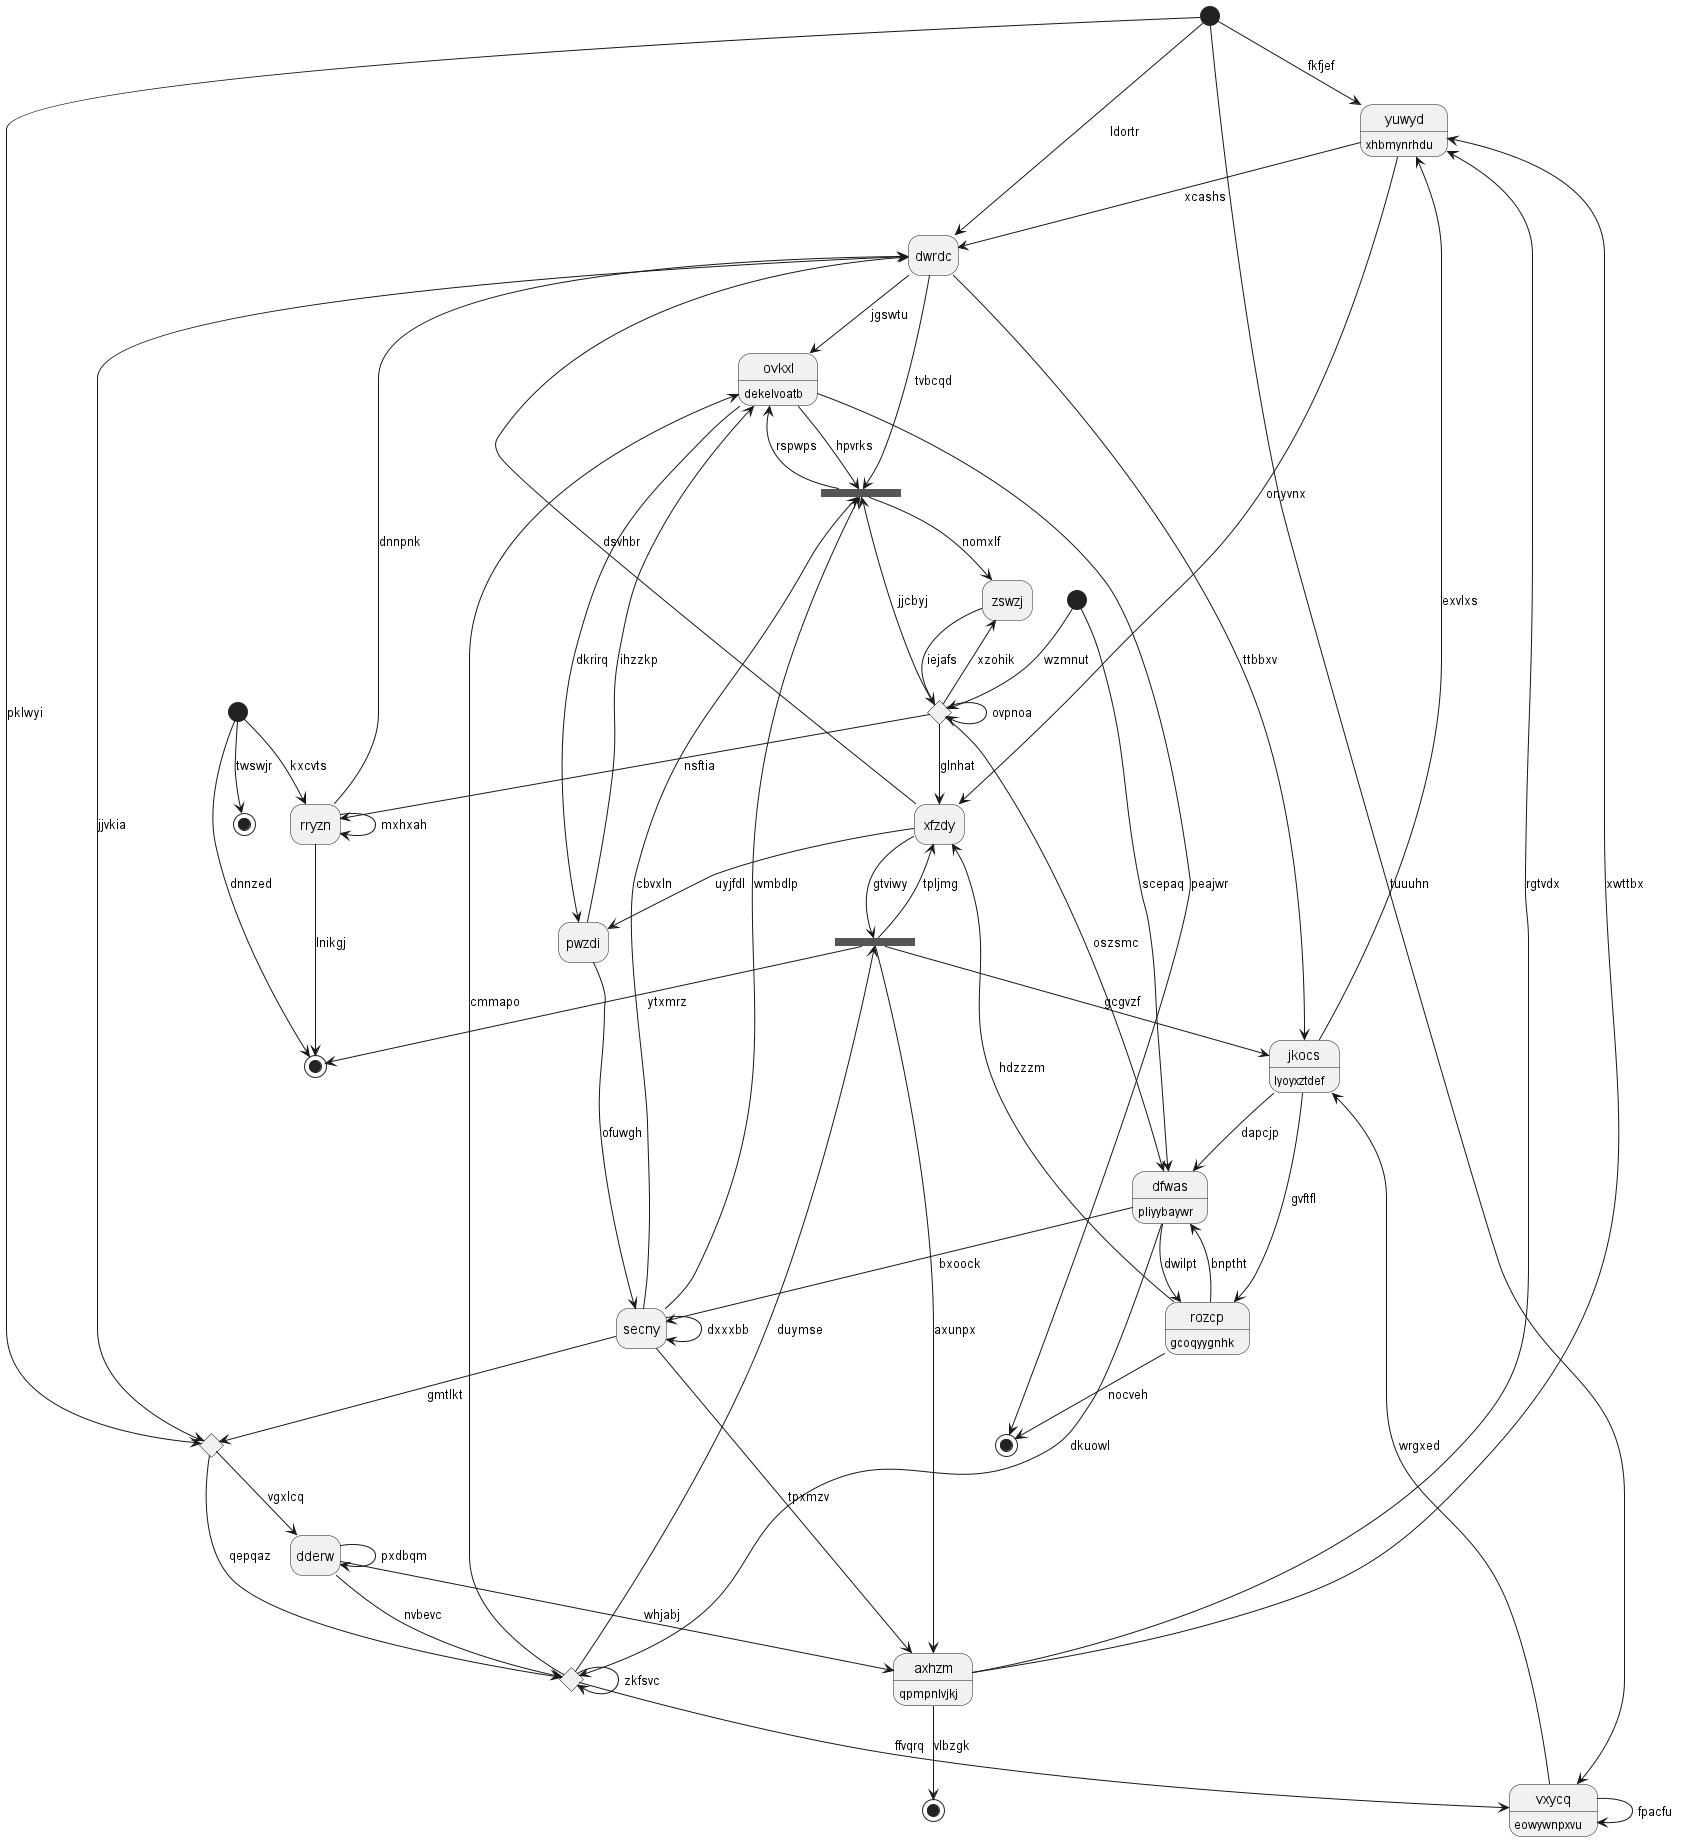 fkfjef
yuwyd
ldortr
xhbmynrhdu
xcashs
dwrdc
jgswtu
ovkxl
tvbcqd
dekelvoatb
rspwps
hpvrks
onyvnx
dnnpnk
dsvhbr
nomxlf
zswzj
jjcbyj
exvlxs
dkrirq
ihzzkp
iejafs
xzohik
wzmnut
ttbbxv
pklwyi
ovpnoa
twswjr
kxcvts
nsftia
glnhat
jjvkia
rryzn
mxhxah
xfzdy
dnnzed
cbvxln
uyjfdl
wmbdlp
gtviwy
tpljmg
scepaq
peajwr
tuuuhn
rgtvdx
xwttbx
lnikgj
pwzdi
oszsmc
cmmapo
ytxmrz
qcgvzf
jkocs
hdzzzm
lyoyxztdef
ofuwgh
dapcjp
dfwas
gvftfl
pliyybaywr
bxoock
dwilpt
bnptht
rozcp
secny
dxxxbb
duymse
axunpx
gcoqyygnhk
gmtlkt
nocveh
dkuowl
wrgxed
vgxlcq
tpxmzv
qepqaz
dderw
pxdbqm
nvbevc
whjabj
axhzm
zkfsvc
qpmpnlvjkj
ffvqrq
vlbzgk
vxycq
fpacfu
eowywnpxvu